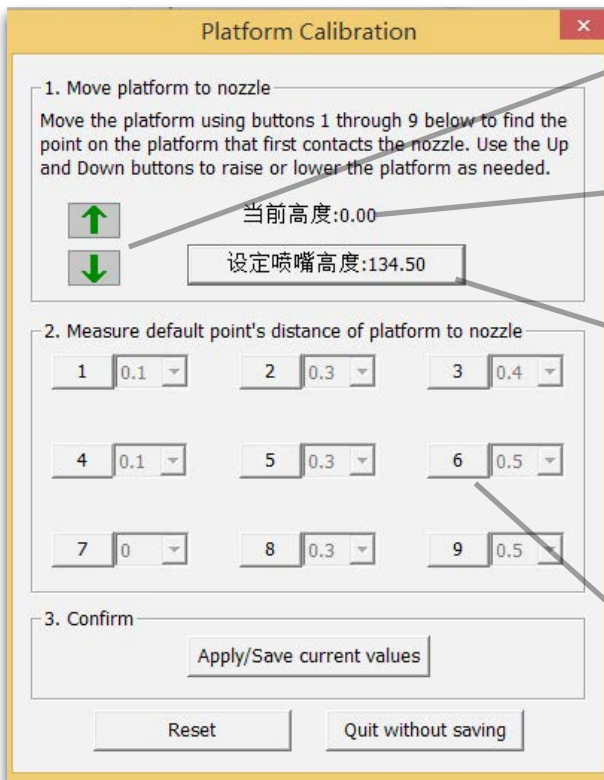 Platform Calibration
1. Move platform to nozzle
Move the platform using buttons 1 through 9 below to find the
point on the platform that first contacts the nozzle. Use the Up
and Down buttons to raise or lower the platform as needed.
当前高度:0.00
设定喷嘴高度:134.50
2. Measure default point's distance of platform to nozzle
1 0.1 2 0.3 3 0.4
4 0.1 5 0.3 6 0.5
7 0 8 0.3 9 0.5
3. Confirm
Apply/Save current values
Reset Quit without saving